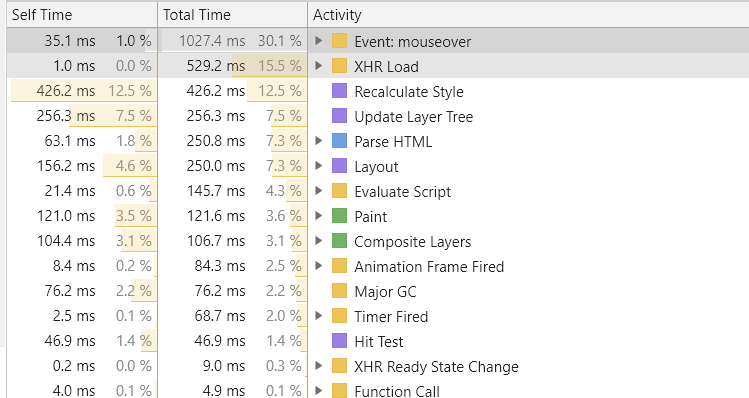 Self Time Total Time Activity
35.1 ms 1.0 % 1027.4 ms 30.1 % Event: mouseover
1.0 ms 0.0 % 529.2 ms 15.5 % XHR Load
426.2 ms 12.5 % 426.2 ms 12.5 % Recalculate Style
256.3 ms 7.5 % 256.3 ms 7.5 % Update Layer Tree
63.1 ms 1.8 % 250.8 ms 7.3 % Parse HTML
156.2 ms 4.6 % 250.0 ms 7.3 % Layout
21.4 ms 0.6 % 145.7 ms 4.3 % Evaluate Script
121.0 ms 3.5 % 121.6 ms 3.6 % Paint
104.4 ms 3.1 % 106.7 ms 3.1 % Composite Layers
8.4 ms 0.2 % 84.3 ms 2.5 % Animation Frame Fired
76.2 ms 2.2 % 76.2 ms 2.2 % Major GC
2.5 ms 0.1 % 68.7 ms 2.0 % Timer Fired
46.9 ms 1.4 % 46.9 ms 1.4 % Hit Test
0.2 ms 0.0 % 9.0 ms 0.3 % XHR Ready State Change
4.0 ms 0.1 % 4.9 ms 0.1 % Function Call